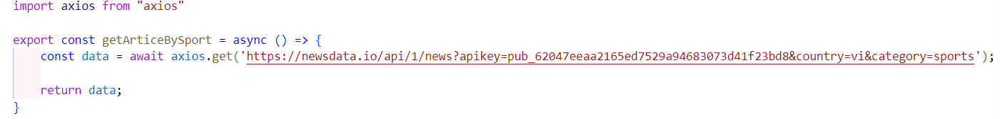 import axios from "axios"
export const getArticeBySport = async () => {
const data = await axios.get('https://newsdata.io/api/1/news?apikey=pub_62047eeaa2165ed7529a94683073d41f23bd8&country=vi&category=sports');
return data;
}